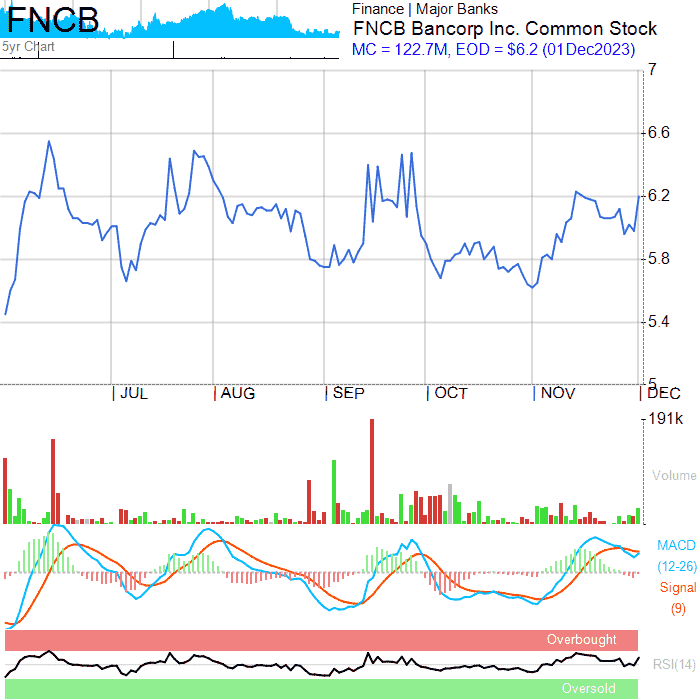 FNCB
5yr Chart
Finance | Major Banks
FNCB Bancorp Inc. Common Stock
MC = 122.7M, EOD = $6.2 (01Dec2023)
7
6.6
6.2
5.8
5.4
5
| JUL | AUG | SEP | OCT | NOV | DEC
191k
Volume
MACD
(12-26)
Signal
(9)
Overbought
RSI(14)
Oversold